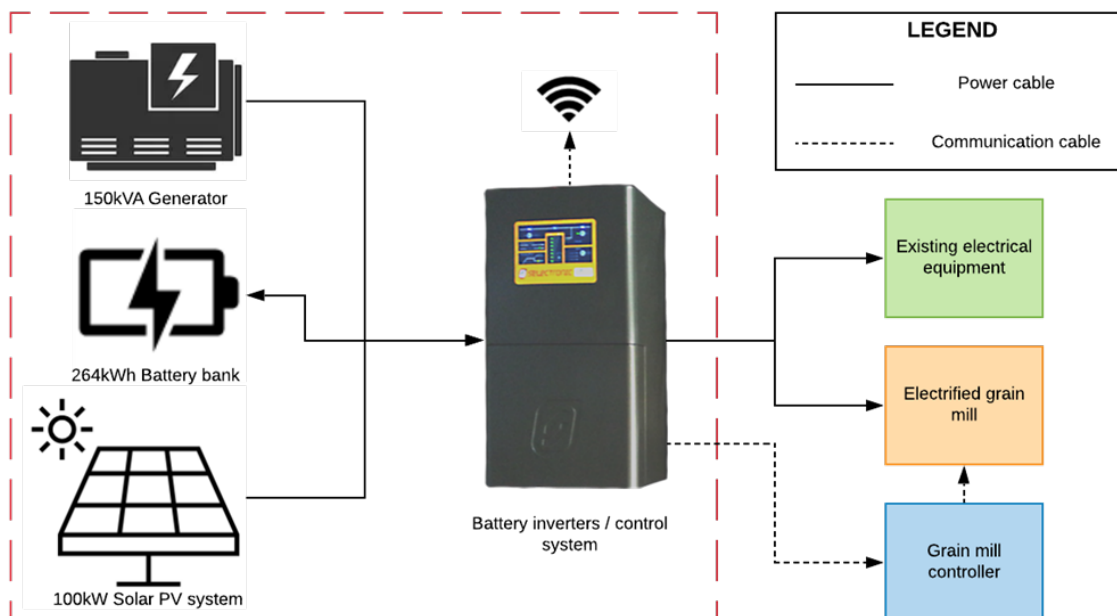 LEGEND
Power cable
Communication cable
150kVA Generator
264kWh Battery bank
100kW Solar PV system
SELECTRONIC
Battery inverters / control
system
Existing electrical
equipment
Electrified grain
mill
Grain mill
controller